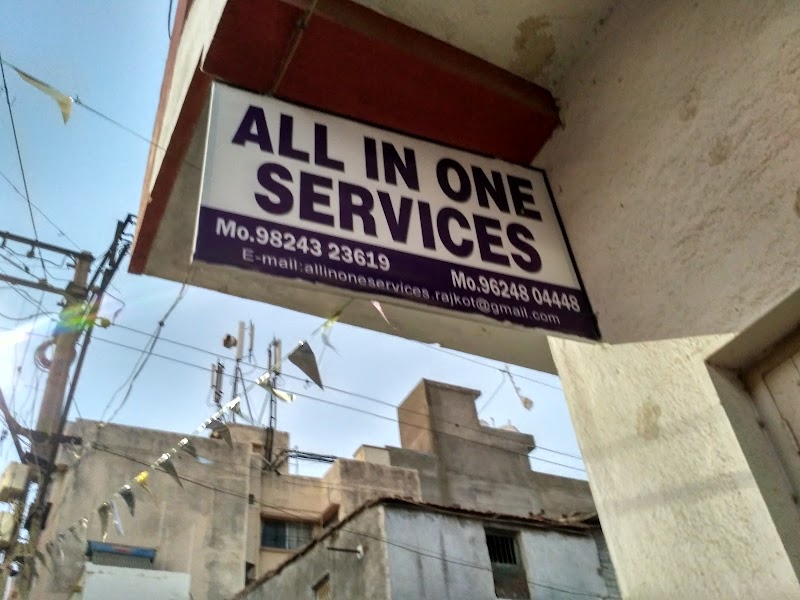 ALL IN ONE
SERVICES
Mo.98243 23619
Mo.96248 04448
E-mail:allinoneservices.rajkot@gmail.com